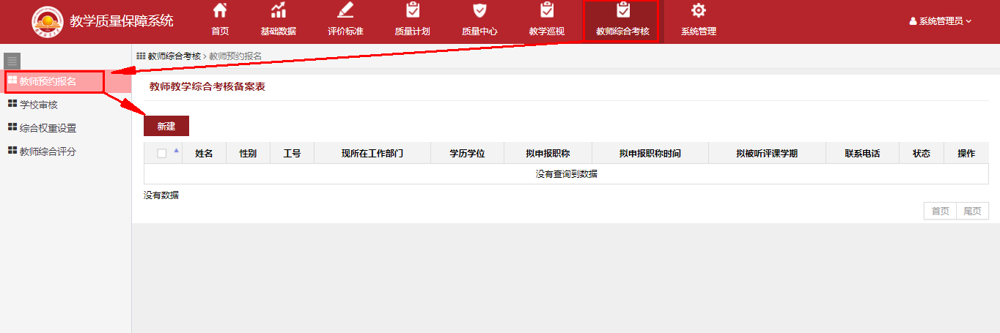 教学质量保障系统
首页 基础数据 评价标准 质量计划 质量中心 教学巡视 教师综合考核 系统管理
系统管理员
教师综合考核 > 教师预约报名
教师预约报名
学校审核
综合权重设置
教师综合评分
教师教学综合考核备案表
新建
姓名 性别 工号 现所在工作部门 学历学位 拟申报职称 拟申报职称时间 拟被听评课学期 联系电话 状态 操作
没有查询到数据
没有数据
首页 尾页